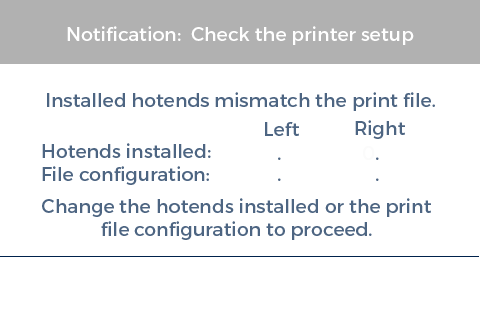 Notification: Check the printer setup
Installed hotends mismatch the print file.
Left Right
Hotends installed: . .
File configuration: . .
Change the hotends installed or the print
file configuration to proceed.